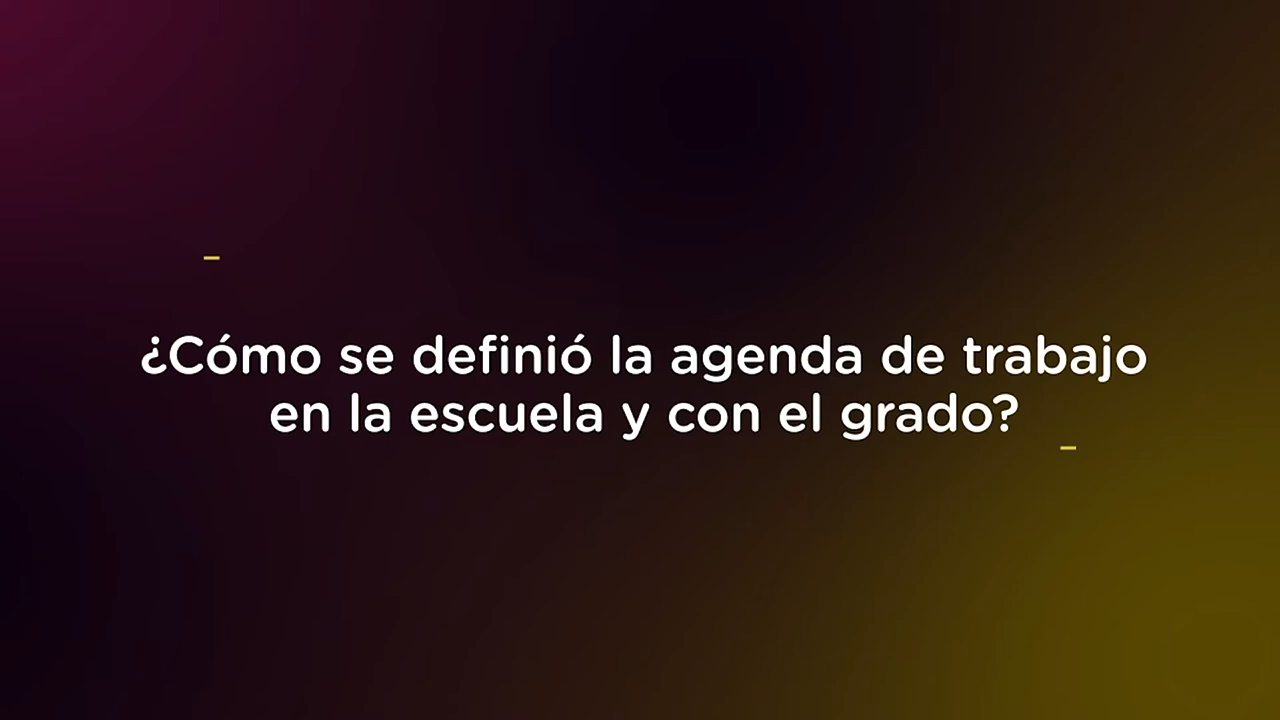 ¿Cómo se definió la agenda de trabajo
en la escuela y con el grado?